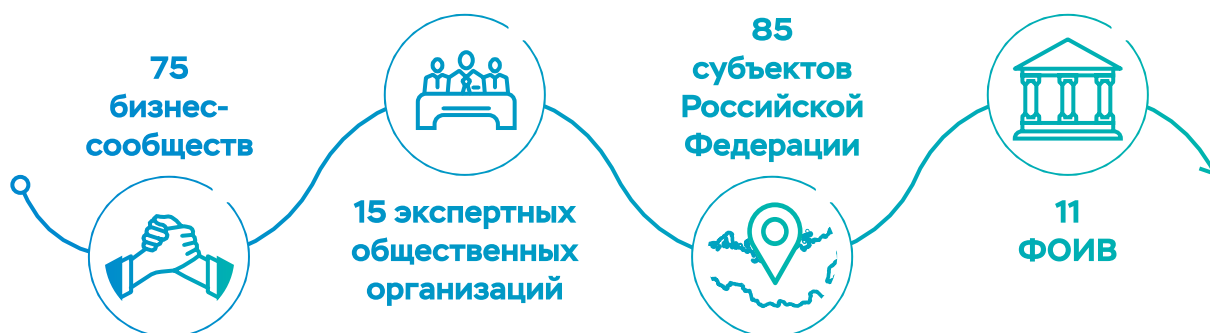 75
бизнес-
сообществ
15 экспертных
общественных
организаций
85
субъектов
Российской
Федерации
11
ФОИВ